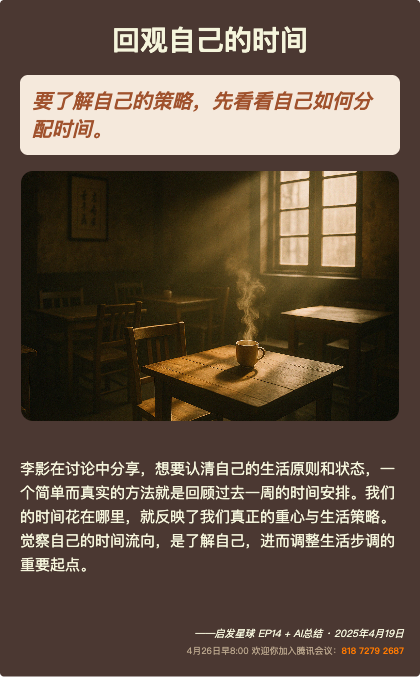 回观自己的时间
要了解自己的策略，先看看自己如何分
配时间。
李影在讨论中分享，想要认清自己的生活原则和状态，一
个简单而真实的方法就是回顾过去一周的时间安排。我们
的时间花在哪里，就反映了我们真正的重心与生活策略。
觉察自己的时间流向，是了解自己，进而调整生活步调的
重要起点。
——启发星球 EP14 + AI总结 · 2025年4月19日
4月26日早8:00 欢迎你加入腾讯会议：818 7279 2687